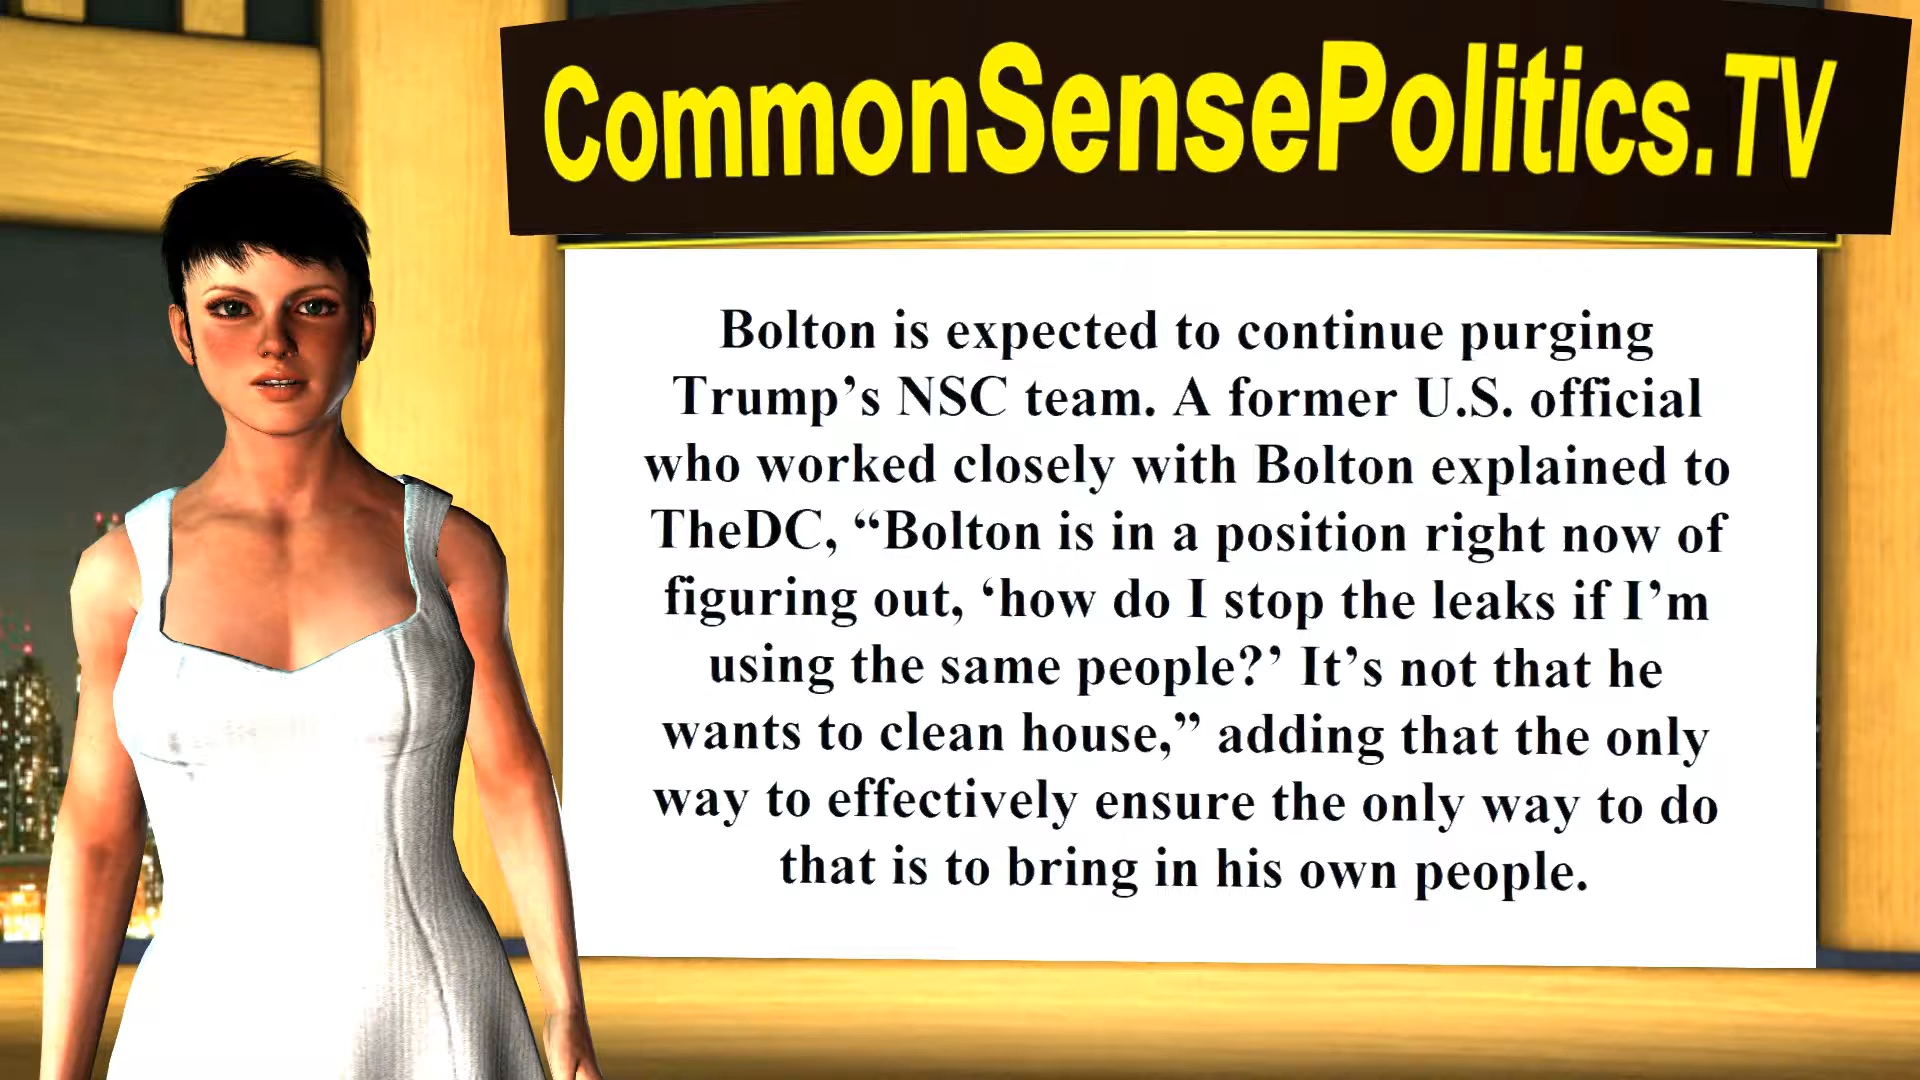 CommonSensePolitics.TV
Bolton is expected to continue purging
Trump’s NSC team. A former U.S. official
who worked closely with Bolton explained to
TheDC, “Bolton is in a position right now of
figuring out, ‘how do I stop the leaks if I’m
using the same people?’ It’s not that he
wants to clean house,” adding that the only
way to effectively ensure the only way to do
that is to bring in his own people.